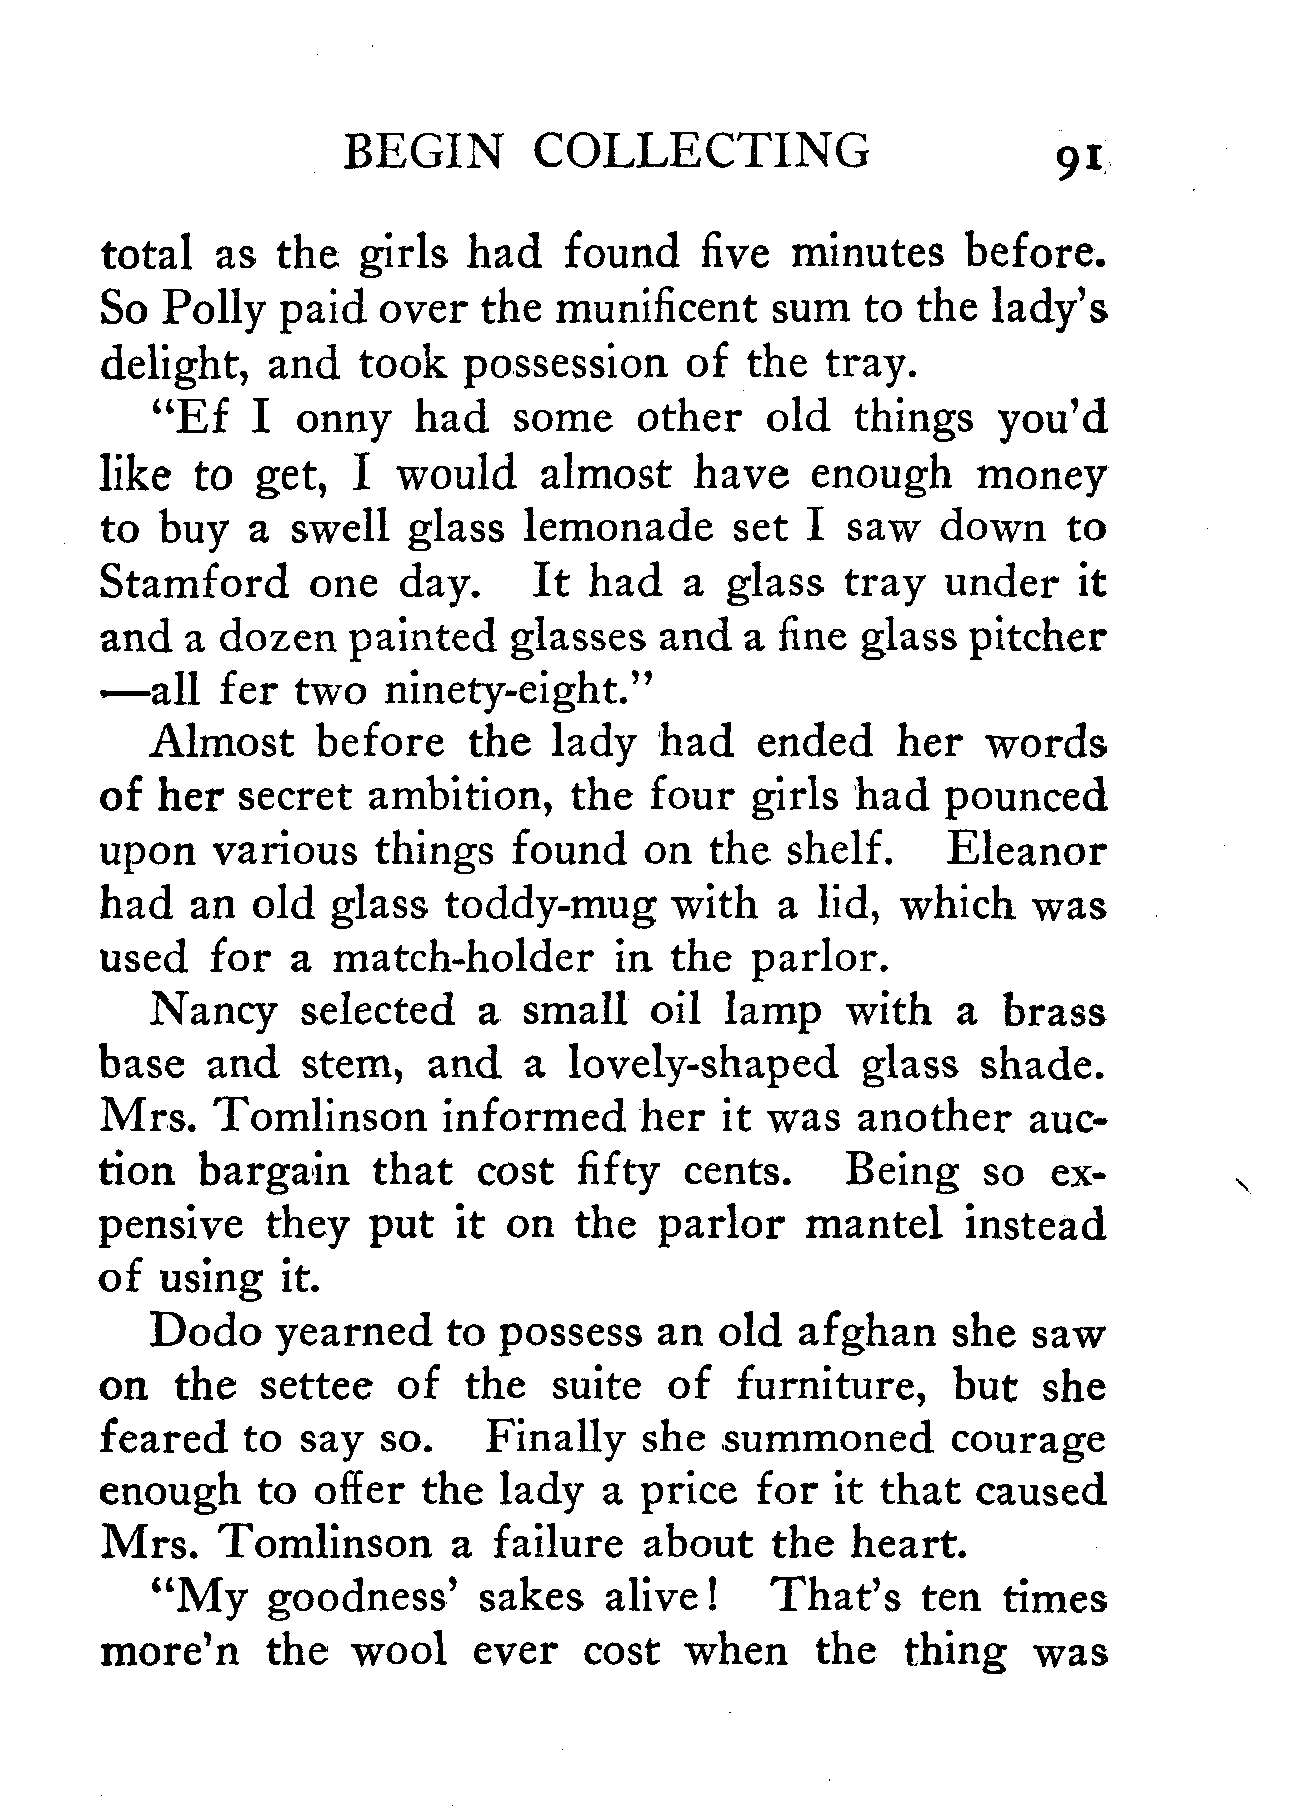 BEGIN COLLECTING 91
total as the girls had found five minutes before.
So Polly paid over the munificent sum to the lady's
delight, and took possession of the tray.
"Ef I onny had some other old things you'd
like to get, I would almost have enough money
to buy a swell glass lemonade set I saw down to
Stamford one day. It had a glass tray under it
and a dozen painted glasses and a fine glass pitcher
—all fer two ninety-eight."
Almost before the lady had ended her words
of her secret ambition, the four girls had pounced
upon various things found on the shelf. Eleanor
had an old glass toddy-mug with a lid, which was
used for a match-holder in the parlor.
Nancy selected a small oil lamp with a brass
base and stem, and a lovely-shaped glass shade.
Mrs. Tomlinson informed her it was another auc-
tion bargain that cost fifty cents. Being so ex-
pensive they put it on the parlor mantel instead
of using it.
Dodo yearned to possess an old afghan she saw
on the settee of the suite of furniture, but she
feared to say so. Finally she summoned courage
enough to offer the lady a price for it that caused
Mrs. Tomlinson a failure about the heart.
"My goodness' sakes alive! That's ten times
more'n the wool ever cost when the thing was